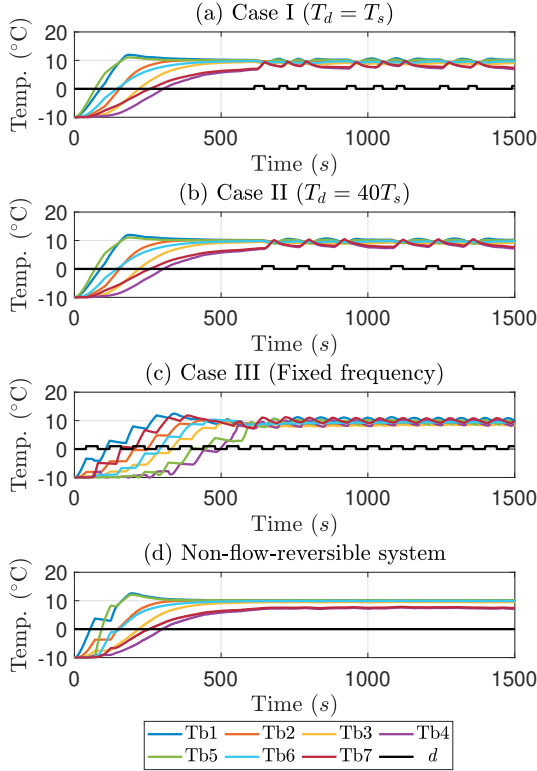 (a) Case I (T_d = T_s)
Temp. (°C)
20
10
0
-10
0
500
1000
1500
Time (s)
(b) Case II (T_d = 40T_s)
Temp. (°C)
20
10
0
-10
0
500
1000
1500
Time (s)
(c) Case III (Fixed frequency)
Temp. (°C)
20
10
0
-10
0
500
1000
1500
Time (s)
(d) Non-flow-reversible system
Temp. (°C)
20
10
0
-10
0
500
1000
1500
Time (s)
Tb1 Tb2 Tb3 Tb4
Tb5 Tb6 Tb7 d